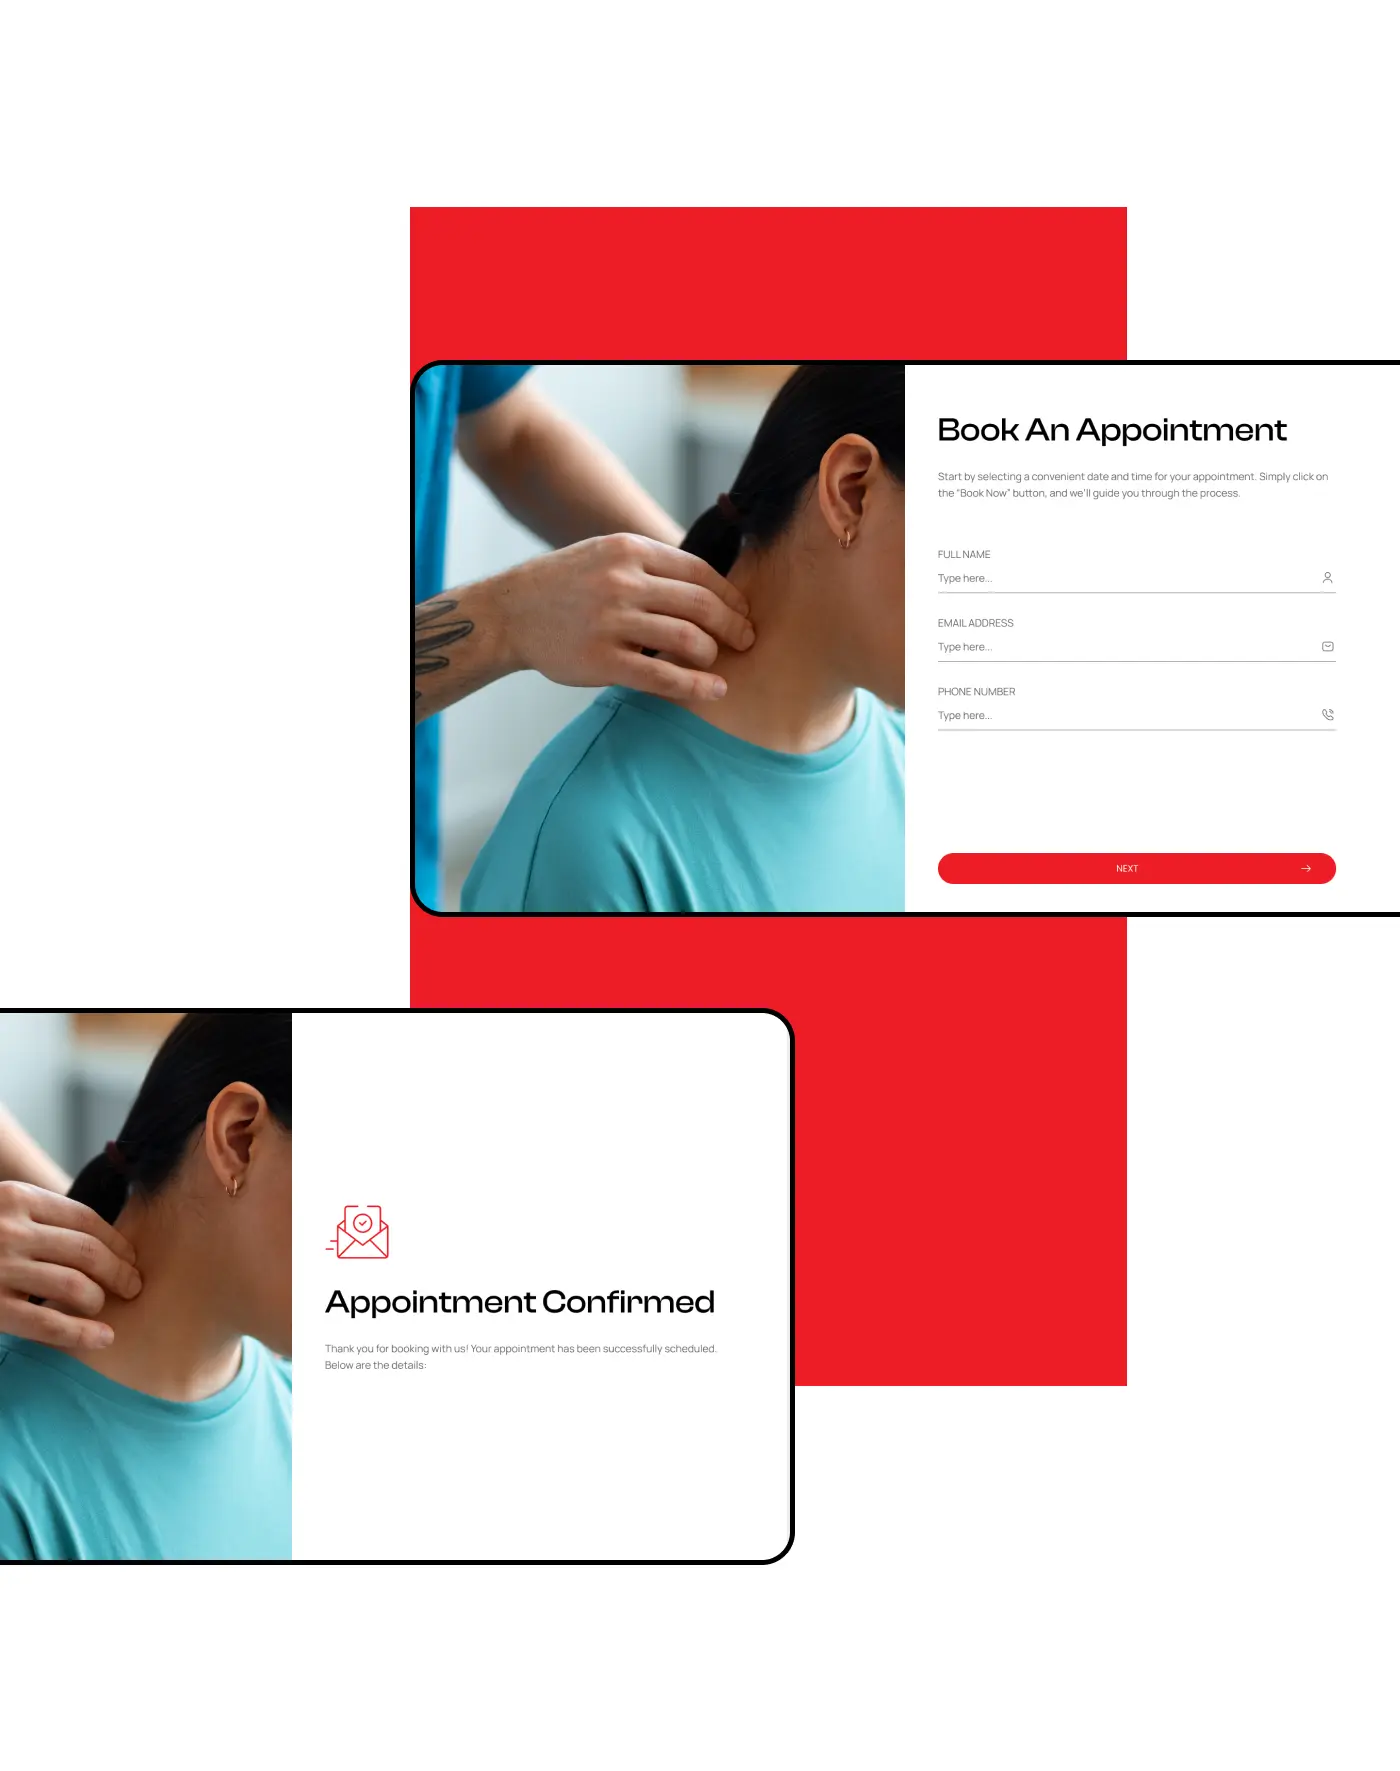 Book An Appointment
Start by selecting a convenient date and time for your appointment. Simply click on
the “Book Now” button, and we’ll guide you through the process.
FULL NAME
Type here...
EMAIL ADDRESS
Type here...
PHONE NUMBER
Type here...
NEXT
Appointment Confirmed
Thank you for booking with us! Your appointment has been successfully scheduled.
Below are the details: